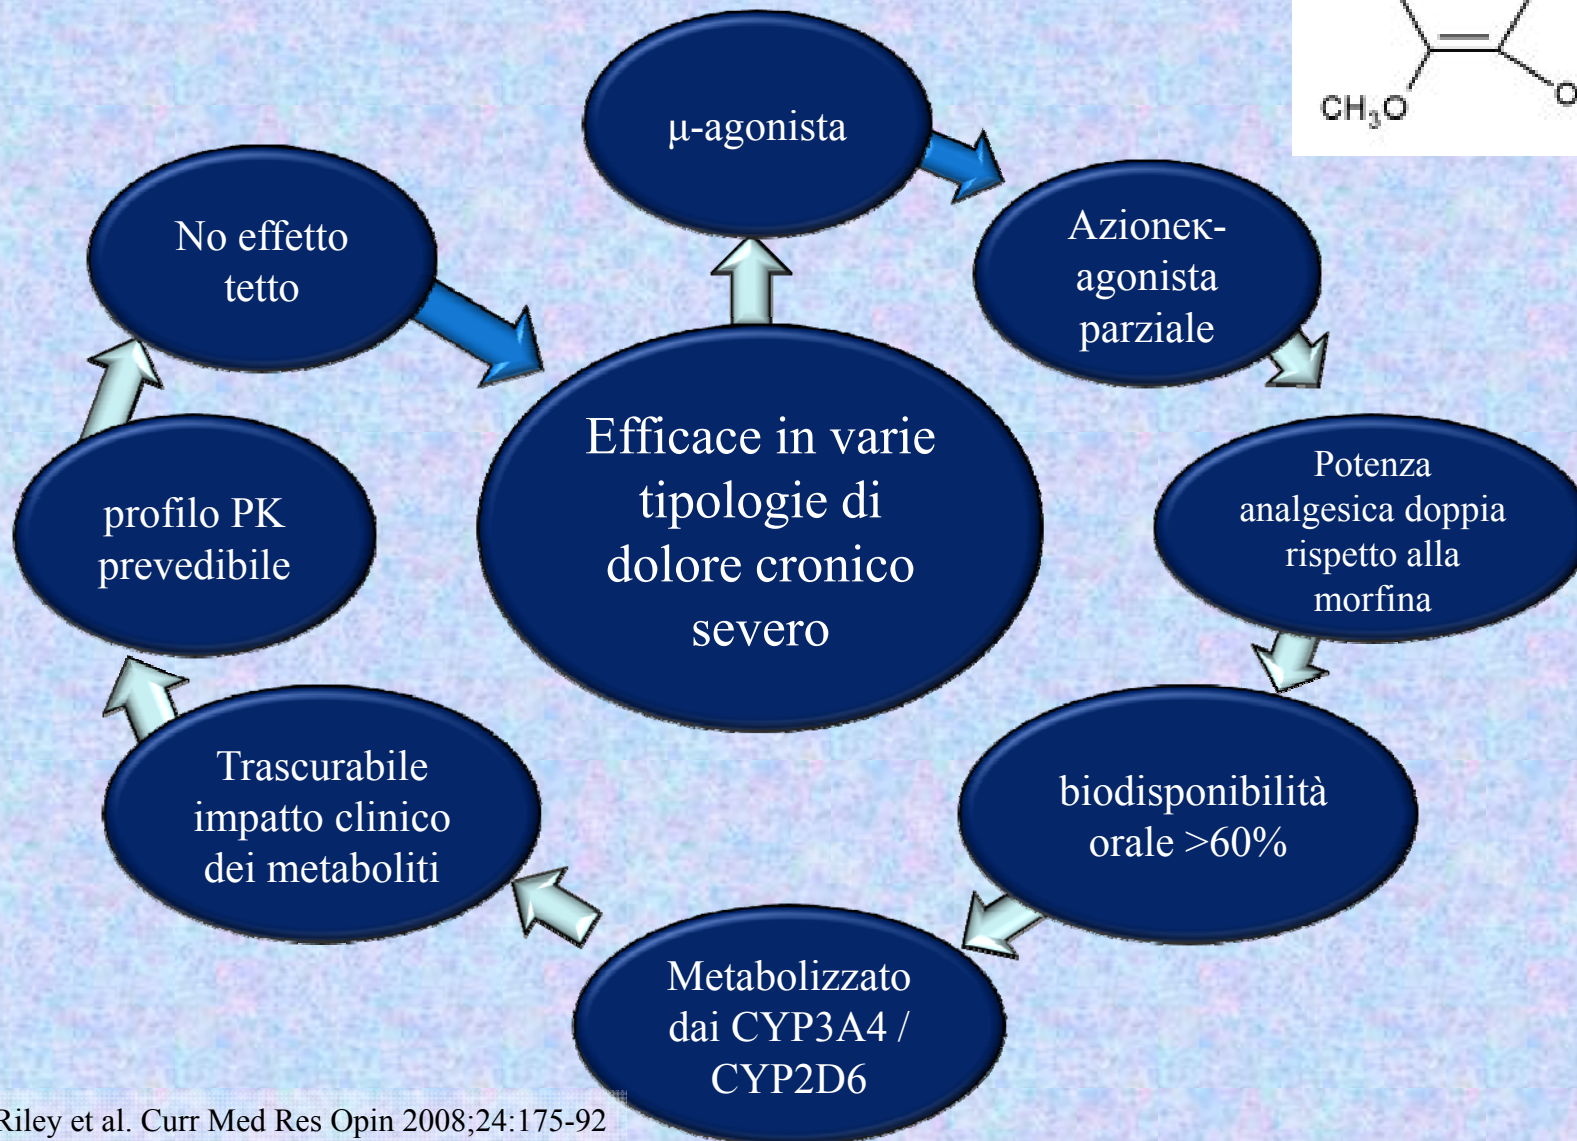 μ-agonista
Azioneκ-
agonista
parziale
Potenza
analgesica doppia
rispetto alla
morfina
biodisponibilità
orale >60%
Metabolizzato
dai CYP3A4 /
CYP2D6
Trascurabile
impatto clinico
dei metaboliti
profilo PK
prevedibile
No effetto
tetto
Efficace in varie
tipologie di
dolore cronico
severo
CH₃O
O
Riley et al. Curr Med Res Opin 2008;24:175-92